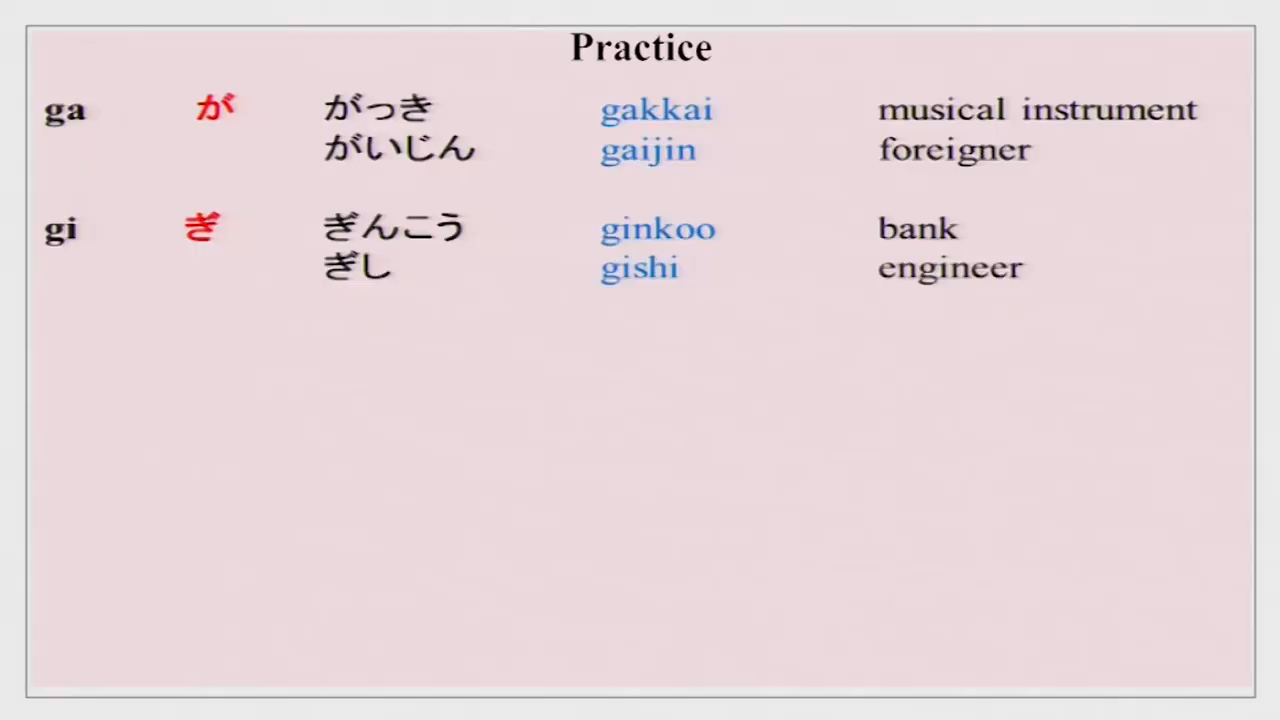 Practice
ga が がっき gakkai musical instrument
がいじん gaijin foreigner
gi ぎ ぎんこう ginkoo bank
ぎし gishi engineer